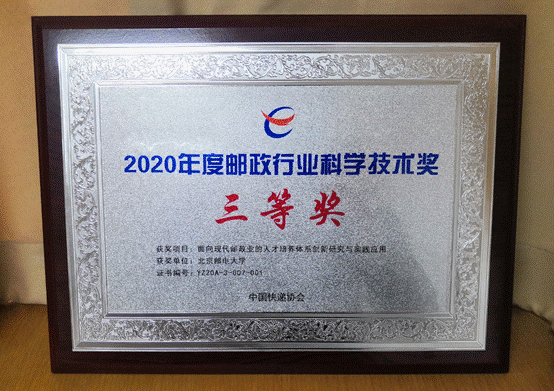 2020年度邮政行业科学技术奖
三等奖
获奖项目：面向现代邮政业的人才培养体系创新研究与实践应用
获奖单位：北京邮电大学
证书编号：YZ20A-3-007-001
中国快递协会